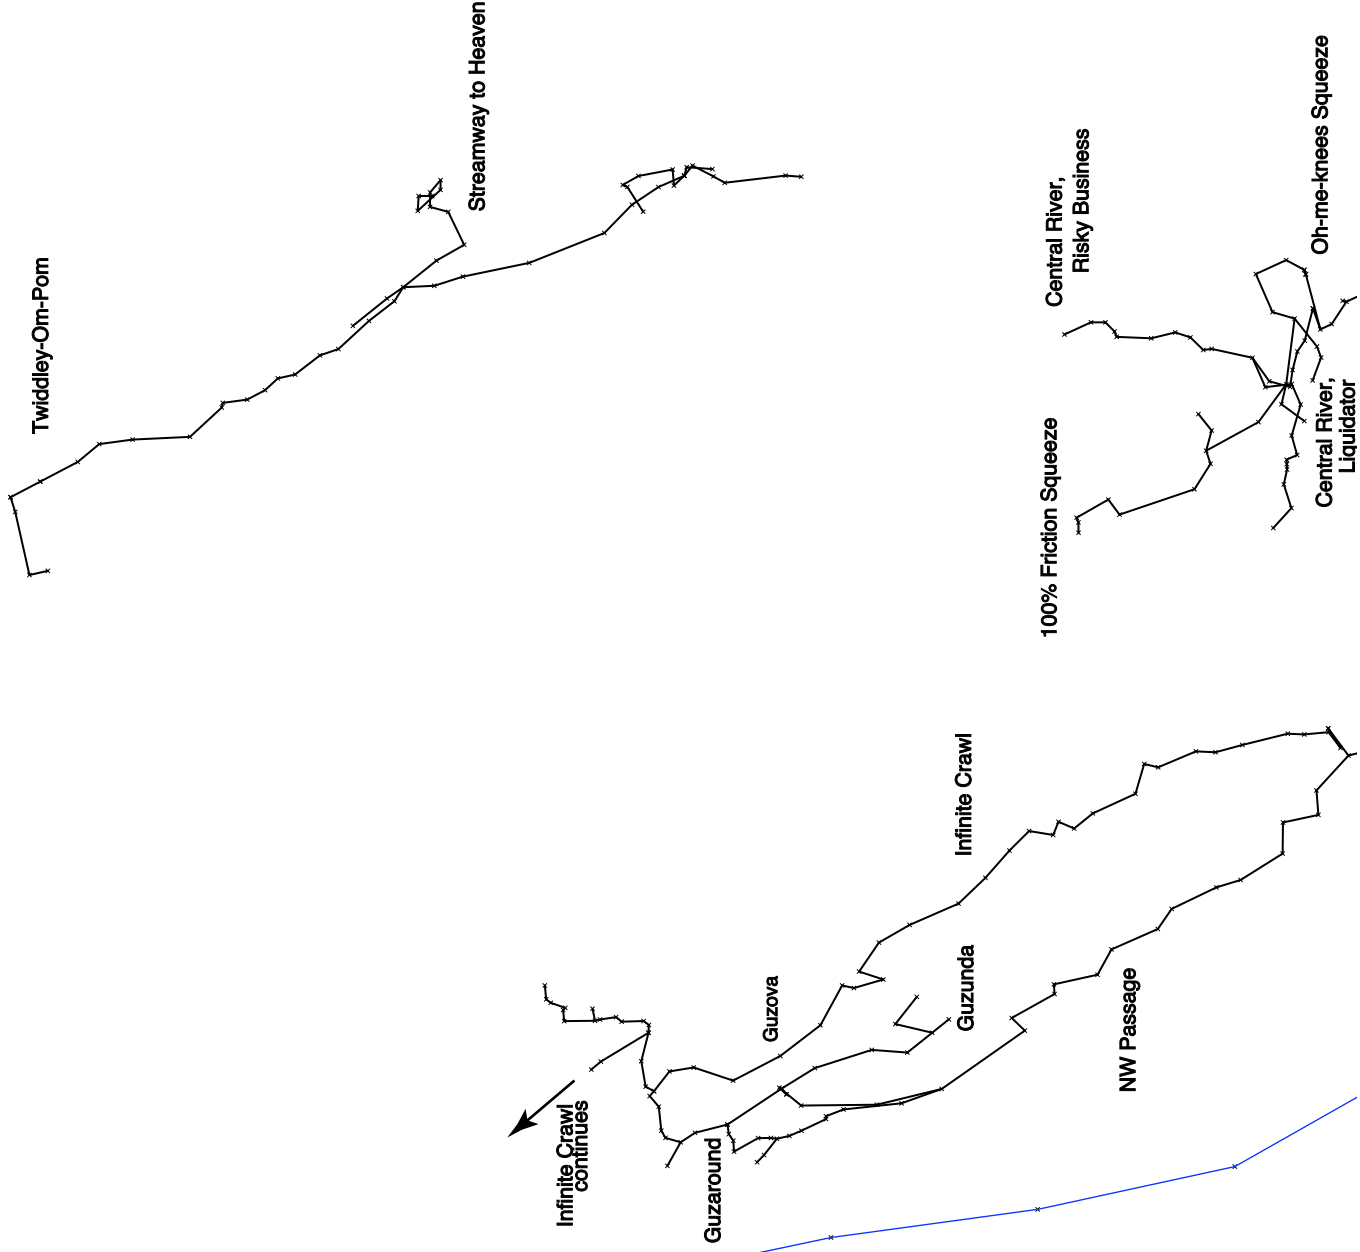 Twiddley-Om-Pom
Streamway to Heaven
Central River,
Risky Business
Oh-me-knees Squeeze
100% Friction Squeeze
Central River,
Liquidator
Infinite Crawl
Guzova
Guzunda
NW Passage
Infinite Crawl
continues
Guzaround